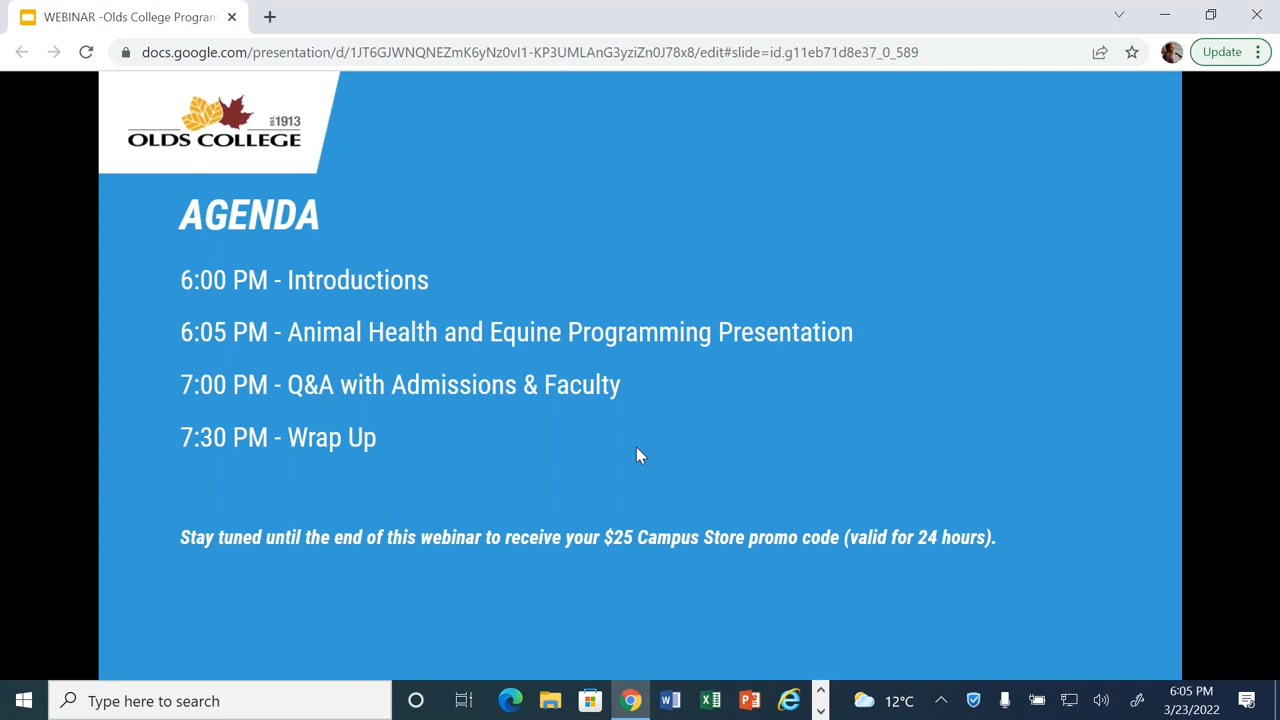 WEBINAR -Olds College Program
docs.google.com/presentation/d/1JT6GJWNQNEZmK6yNz0vI1-KP3UMLAnG3yziZn0J78x8/edit#slide=id.g11eb71d8e37_0_589
Update
EST. 1913
OLDS COLLEGE
AGENDA
6:00 PM - Introductions
6:05 PM - Animal Health and Equine Programming Presentation
7:00 PM - Q&A with Admissions & Faculty
7:30 PM - Wrap Up
Stay tuned until the end of this webinar to receive your $25 Campus Store promo code (valid for 24 hours).
Type here to search
12°C
6:05 PM
3/23/2022